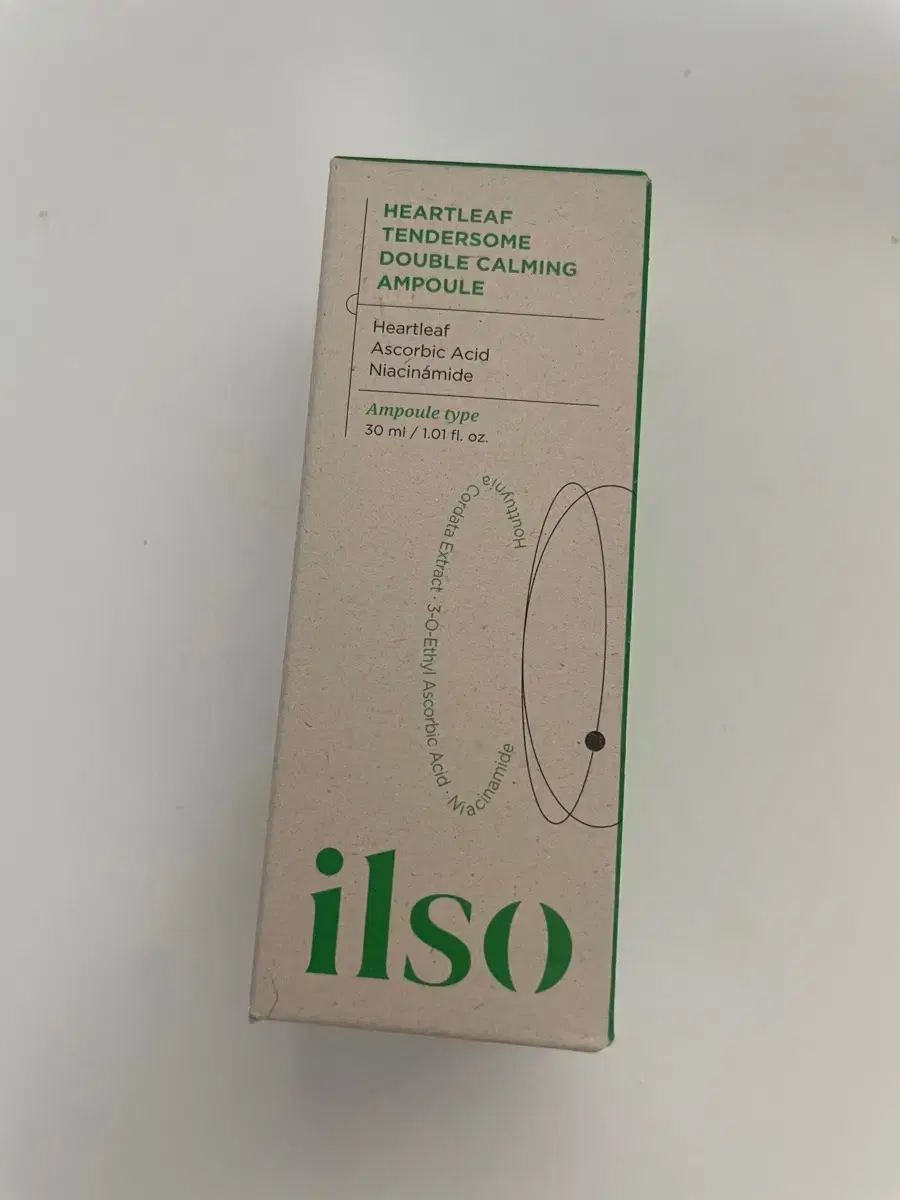 HEARTLEAF
TENDERSOME
DOUBLE CALMING
AMPOULE
Heartleaf
Ascorbic Acid
Niacinámide
Ampoule type
30 ml / 1.01 fl. oz.
Houttuynia Cordata Extract · 3-O-Ethyl Ascorbic Acid · Niacinamide
ilso